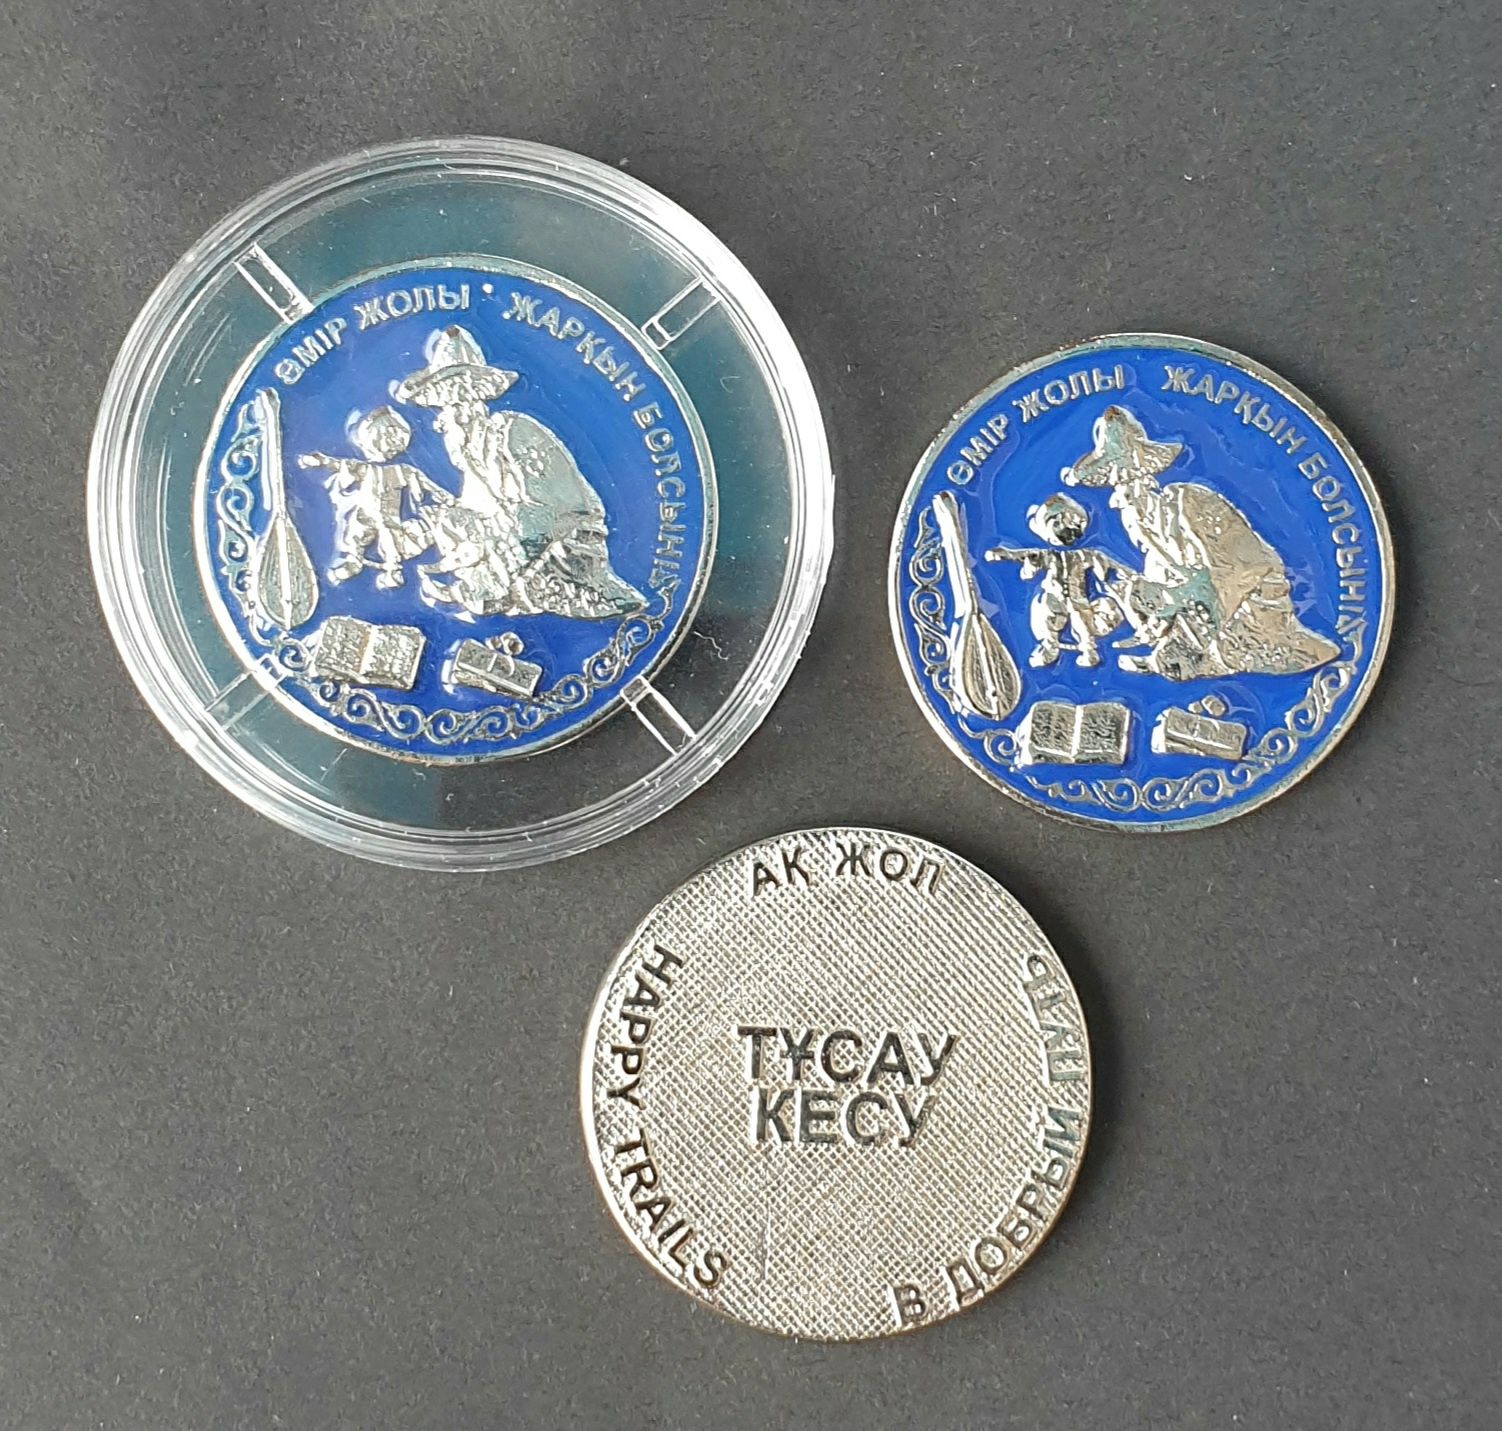 ӨМІР ЖОЛЫ • ЖАРҚЫН БОЛСЫН!
ӨМІР ЖОЛЫ ЖАРҚЫН БОЛСЫН!
АҚ ЖОЛ
ТҰСАУ
КЕСУ
HAPPY TRAILS
В ДОБРЫЙ ПУТЬ